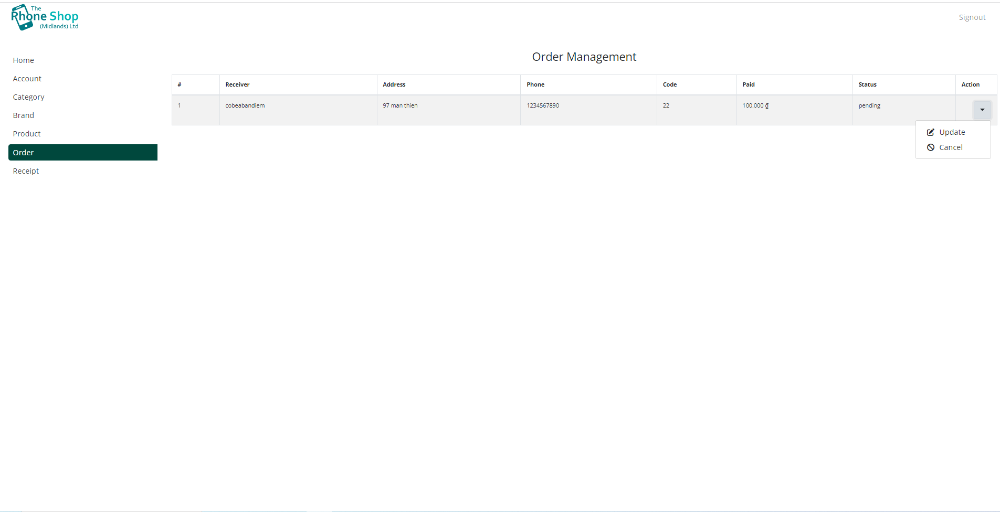 The
Phone Shop
(Midlands) Ltd
Signout
Home
Account
Category
Brand
Product
Order
Receipt
Order Management
# Receiver Address Phone Code Paid Status Action
1 cobeabandiem 97 man thien 1234567890 22 100.000 ₫ pending
Update
Cancel